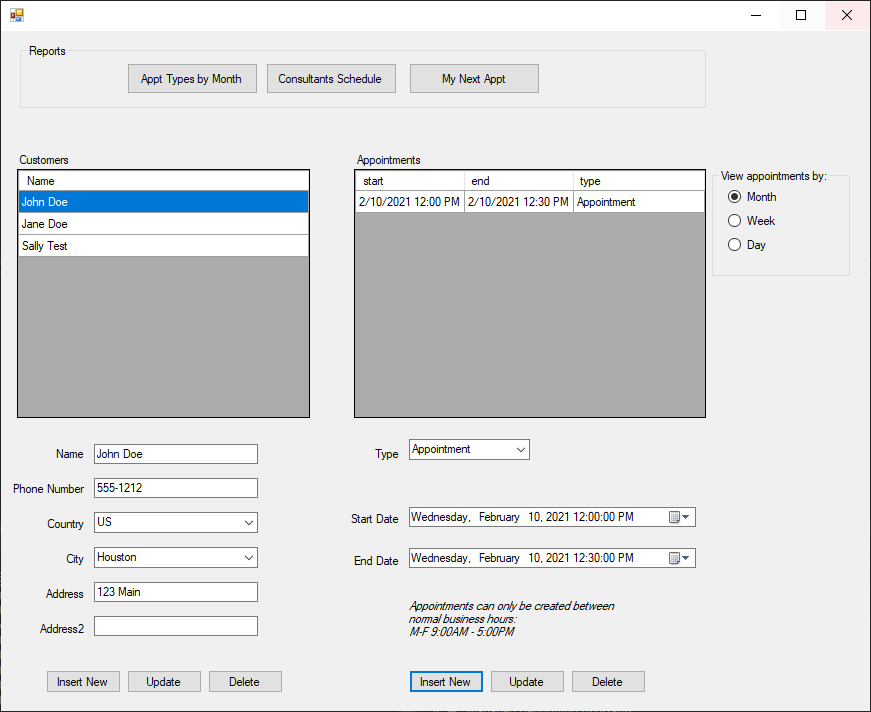 Reports
Appt Types by Month Consultants Schedule My Next Appt
Customers
Name
John Doe
Jane Doe
Sally Test
Appointments
start end type
2/10/2021 12:00 PM 2/10/2021 12:30 PM Appointment
View appointments by:
Month
Week
Day
Name John Doe
Phone Number 555-1212
Country US
City Houston
Address 123 Main
Address2
Insert New Update Delete
Type Appointment
Start Date Wednesday, February 10, 2021 12:00:00 PM
End Date Wednesday, February 10, 2021 12:30:00 PM
Appointments can only be created between
normal business hours:
M-F 9:00AM - 5:00PM
Insert New Update Delete